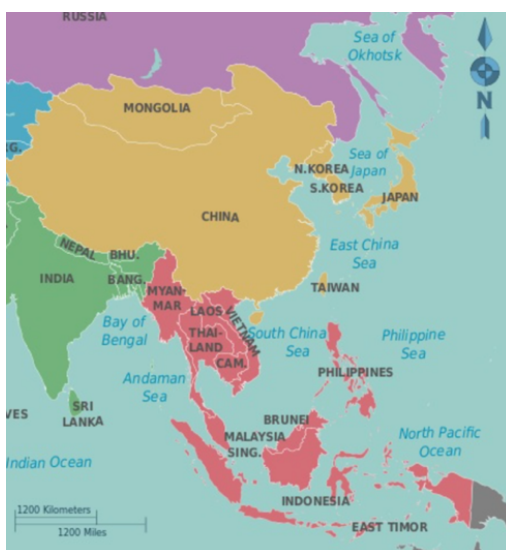 RUSSIA
Sea of
Okhotsk
N
MONGOLIA
G.
N.KOREA
Sea of
Japan
S.KOREA
JAPAN
CHINA
East China
Sea
NEPAL
BHU.
INDIA
BANG.
MYAN-
MAR
TAIWAN
LAOS
VIETNAM
Bay of
Bengal
THAI-
LAND
South China
Sea
Philippine
Sea
CAM.
PHILIPPINES
Andaman
Sea
VES
SRI
LANKA
BRUNEI
MALAYSIA
SING.
North Pacific
Ocean
Indian Ocean
INDONESIA
1200 Kilometers
1200 Miles
EAST TIMOR